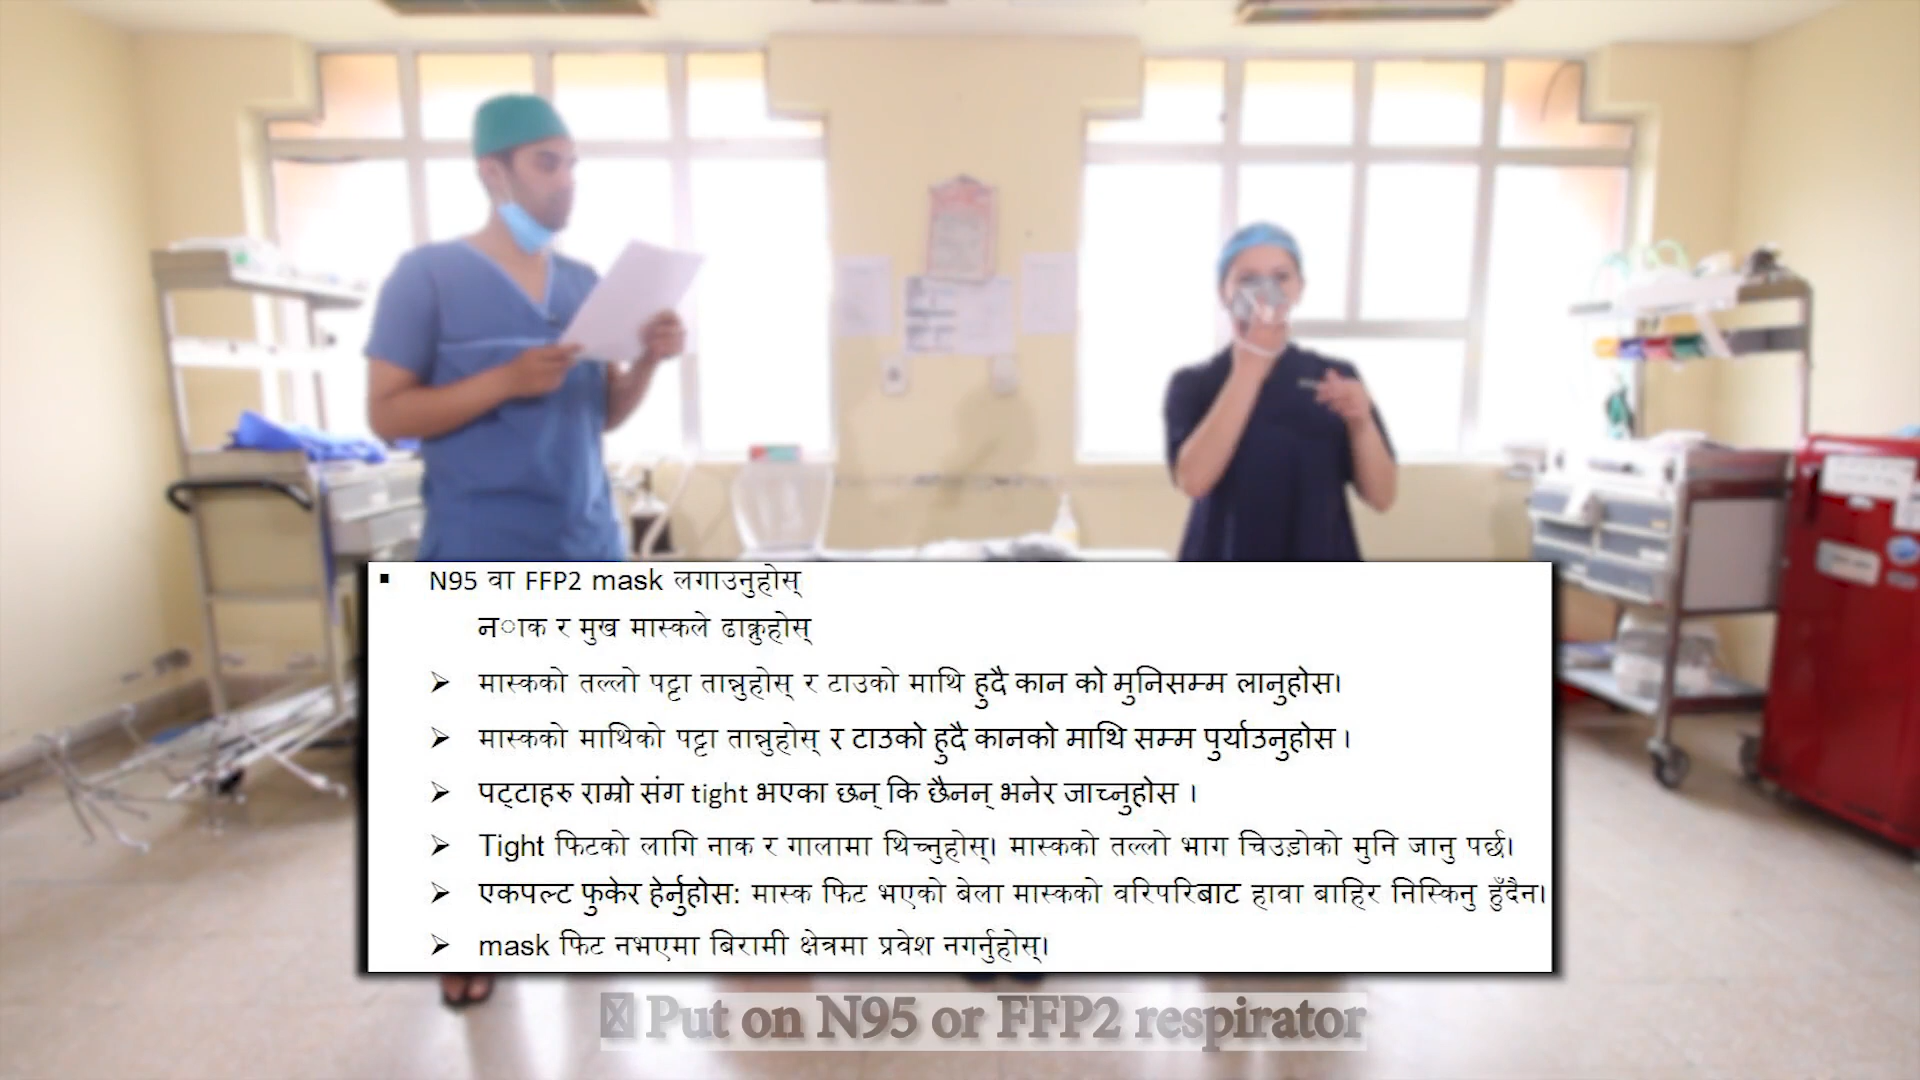 ▪ N95 वा FFP2 mask लगाउनुहोस्
न◌ाक र मुख मास्कले ढाक्नुहोस्
➢ मास्कको तल्लो पट्टा तान्नुहोस् र टाउको माथि हुदै कान को मुनिसम्म लानुहोस।
➢ मास्कको माथिको पट्टा तान्नुहोस् र टाउको हुदै कानको माथि सम्म पुर्याउनुहोस ।
➢ पट्टाहरु राम्रो संग tight भएका छन् कि छैनन् भनेर जाच्नुहोस ।
➢ Tight फिटको लागि नाक र गालामा थिच्नुहोस्। मास्कको तल्लो भाग चिउड़ोको मुनि जानु पर्छ।
➢ एकपल्ट फुकेर हेर्नुहोस: मास्क फिट भएको बेला मास्कको वरिपरिबाट हावा बाहिर निस्किनु हुँदैन।
➢ mask फिट नभएमा बिरामी क्षेत्रमा प्रवेश नगर्नुहोस्।
Put on N95 or FFP2 respirator